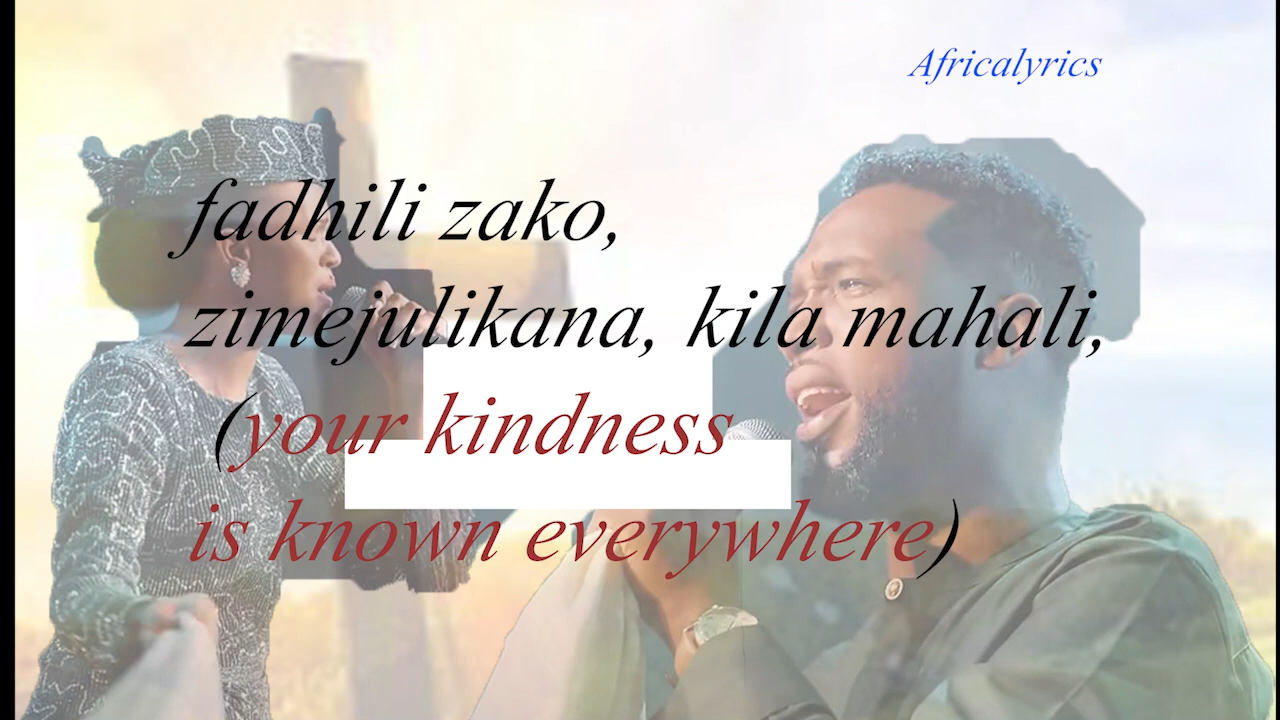 Africalyrics
fadhili zako,
zimejulikana, kila mahali,
(your kindness
is known everywhere)